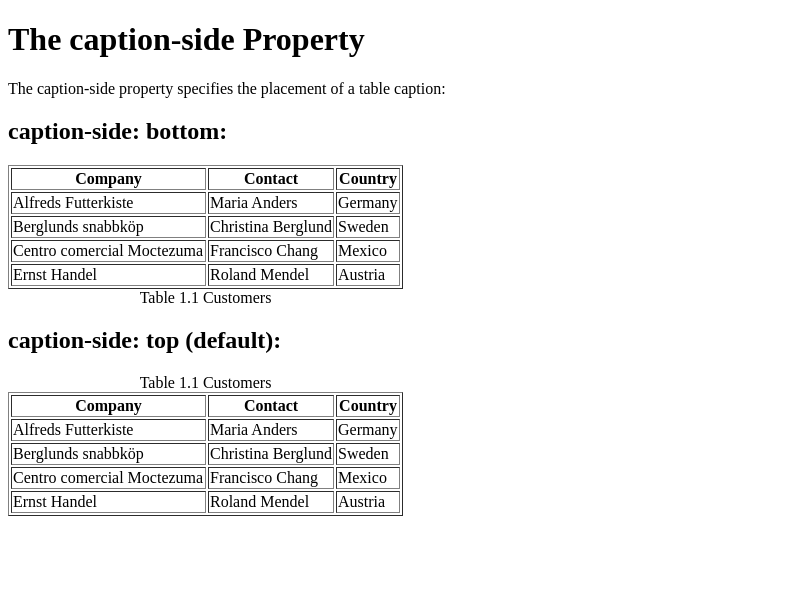 The caption-side Property
The caption-side property specifies the placement of a table caption:
caption-side: bottom:
Company Contact Country
Alfreds Futterkiste Maria Anders Germany
Berglunds snabbköp Christina Berglund Sweden
Centro comercial Moctezuma Francisco Chang Mexico
Ernst Handel Roland Mendel Austria
Table 1.1 Customers
caption-side: top (default):
Table 1.1 Customers
Company Contact Country
Alfreds Futterkiste Maria Anders Germany
Berglunds snabbköp Christina Berglund Sweden
Centro comercial Moctezuma Francisco Chang Mexico
Ernst Handel Roland Mendel Austria